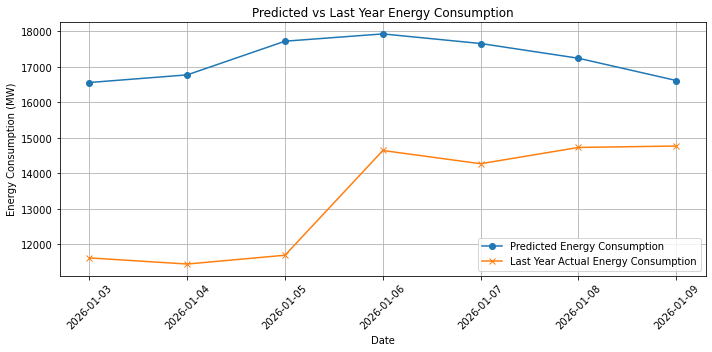 Predicted vs Last Year Energy Consumption
Energy Consumption (MW)
18000
17000
16000
15000
14000
13000
12000
Predicted Energy Consumption
Last Year Actual Energy Consumption
2026-01-03
2026-01-04
2026-01-05
2026-01-06
2026-01-07
2026-01-08
2026-01-09
Date